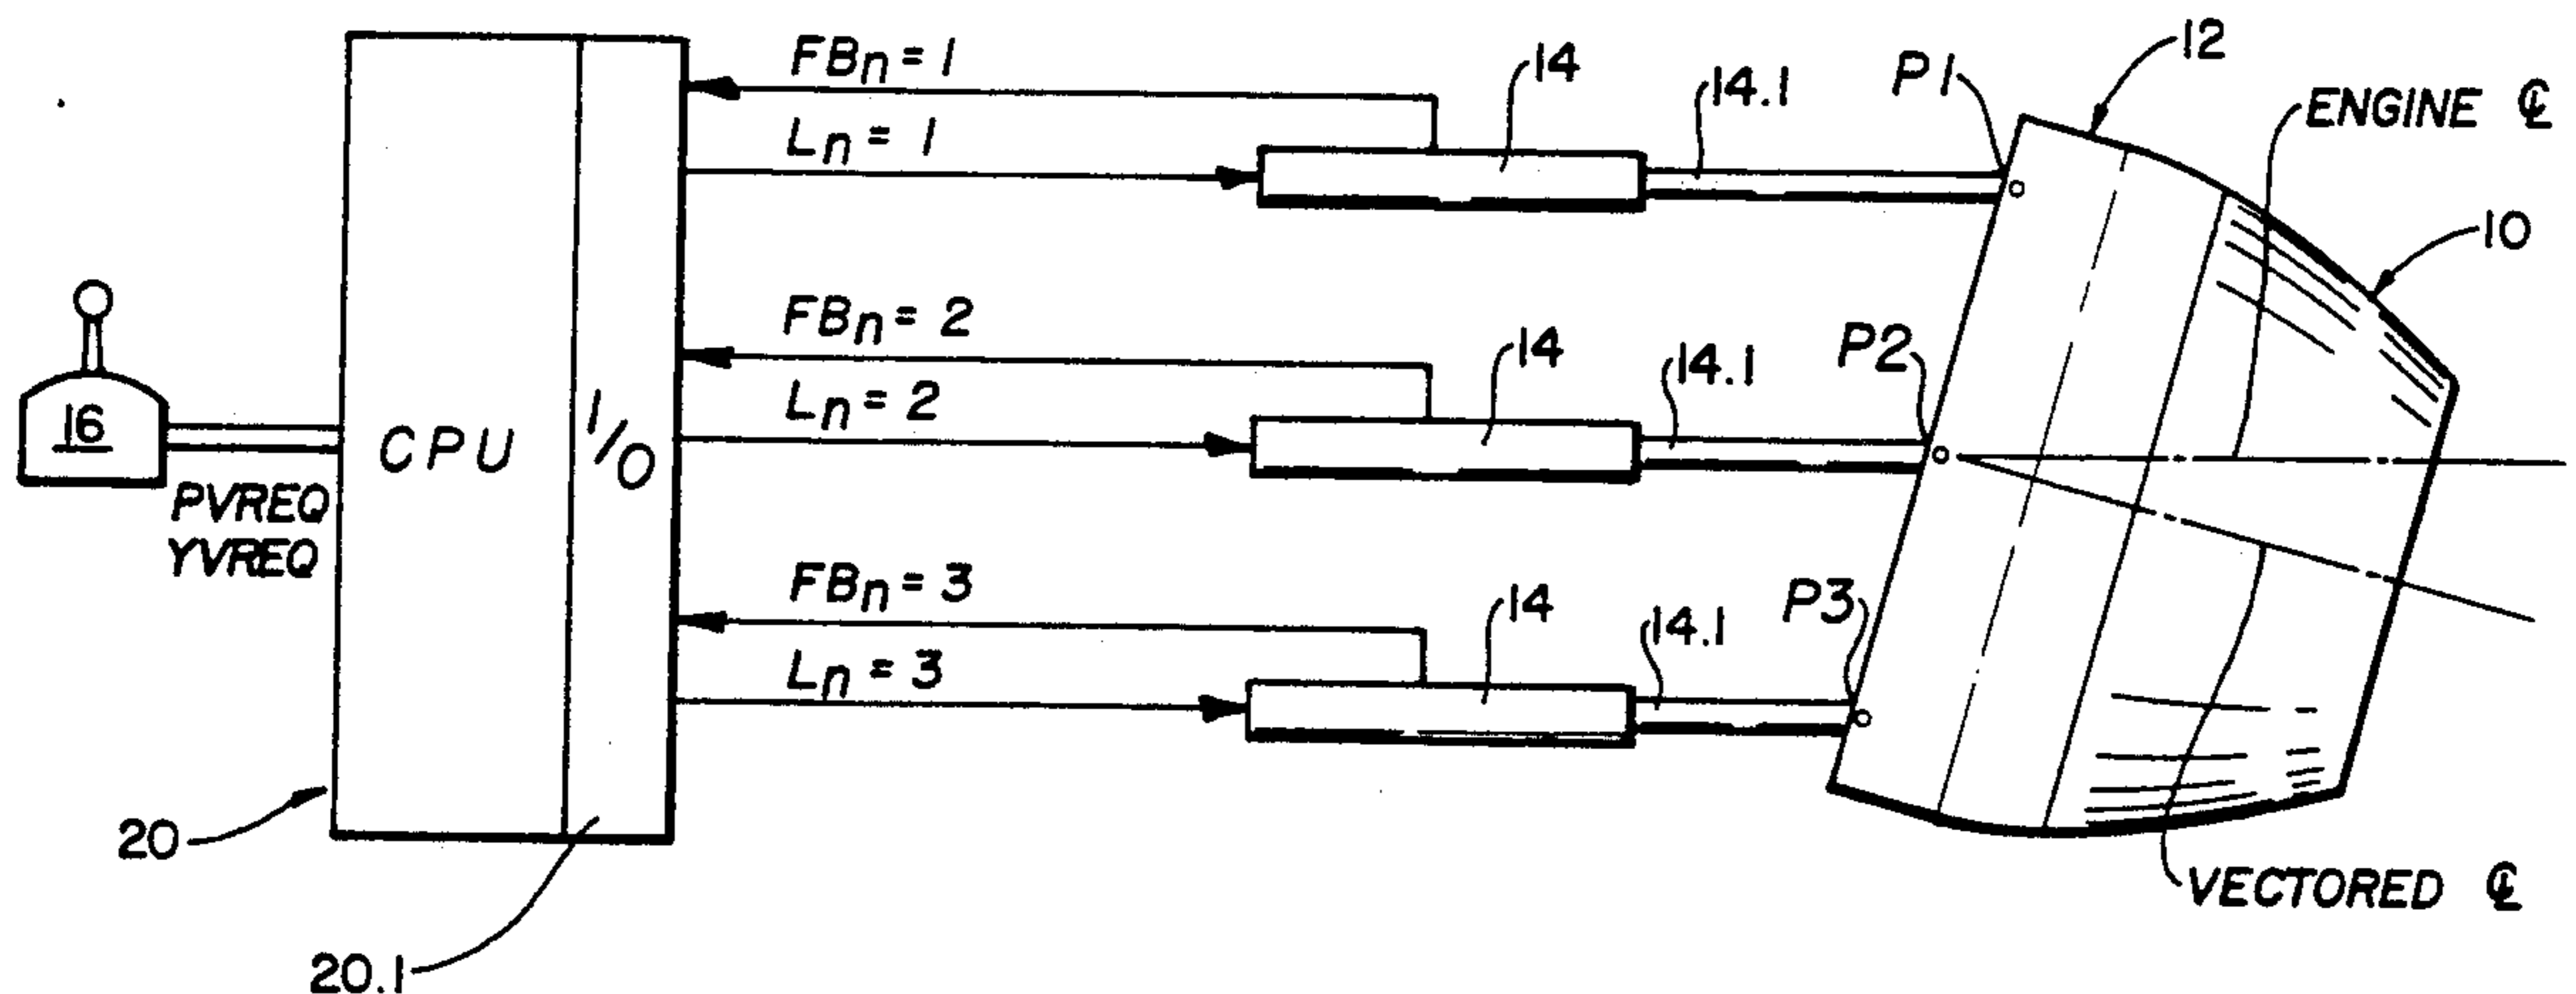 FBn = 1
Ln = 1
14
14.1
P1
12
ENGINE ℄
10
FBn = 2
Ln = 2
14
14.1
P2
16
CPU
I/O
PVREQ
YVREQ
FBn = 3
Ln = 3
14
14.1
P3
20
20.1
VECTORED ℄